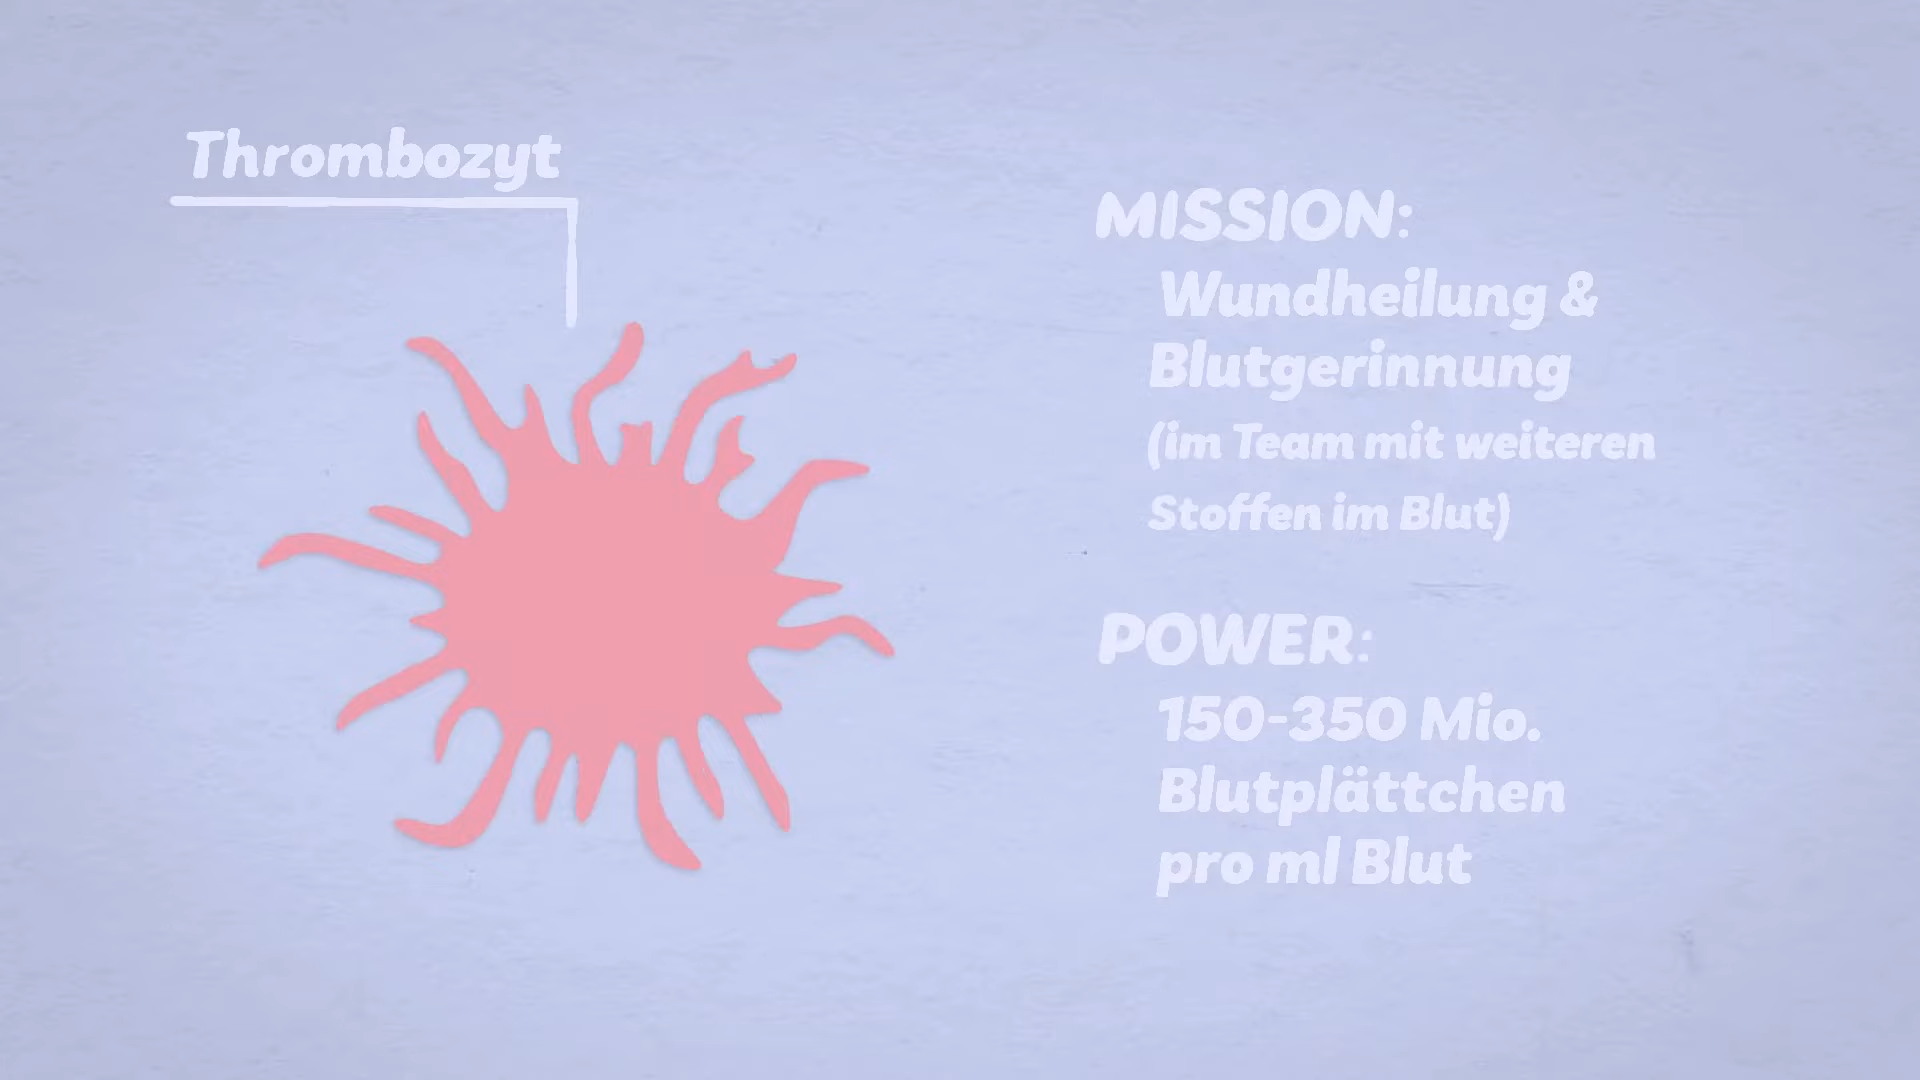 Thrombozyt
MISSION:
Wundheilung &
Blutgerinnung
(im Team mit weiteren
Stoffen im Blut)
POWER:
150-350 Mio.
Blutplättchen
pro ml Blut